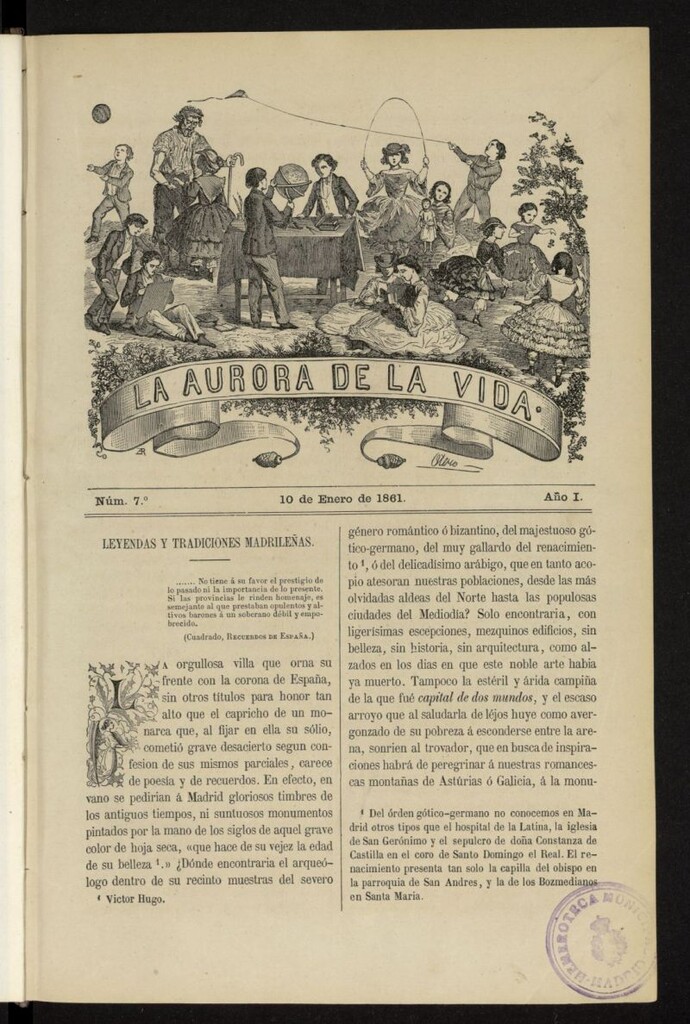 LA AURORA DE LA VIDA.
Núm. 7.º
10 de Enero de 1861.
Año I.
LEYENDAS Y TRADICIONES MADRILEÑAS.
....... No tiene á su favor el prestigio de
lo pasado ni la importancia de lo presente.
Si las provincias le rinden homenaje, es
semejante al que prestaban opulentos y al-
tivos barones á un soberano débil y empo-
brecido.
(Cuadrado, RECUERDOS DE ESPAÑA.)
LA orgullosa villa que orna su
frente con la corona de España,
sin otros títulos para honor tan
alto que el capricho de un mo-
narca que, al fijar en ella su sólio,
cometió grave desacierto segun con-
fesion de sus mismos parciales, carece
de poesía y de recuerdos. En efecto, en
vano se pedirian á Madrid gloriosos timbres de
los antiguos tiempos, ni suntuosos monumentos
pintados por la mano de los siglos de aquel grave
color de hoja seca, «que hace de su vejez la edad
de su belleza ¹.» ¿Dónde encontraria el arqueó-
logo dentro de su recinto muestras del severo
¹ Victor Hugo.
género romántico ó bizantino, del majestuoso gó-
tico-germano, del muy gallardo del renacimien-
to ¹, ó del delicadísimo arábigo, que en tanto aco-
pio atesoran nuestras poblaciones, desde las más
olvidadas aldeas del Norte hasta las populosas
ciudades del Mediodía? Solo encontraria, con
ligerísimas escepciones, mezquinos edificios, sin
belleza, sin historia, sin arquitectura, como al-
zados en los dias en que este noble arte habia
ya muerto. Tampoco la estéril y árida campiña
de la que fué capital de dos mundos, y el escaso
arroyo que al saludarla de léjos huye como aver-
gonzado de su pobreza á esconderse entre la are-
na, sonrien al trovador, que en busca de inspira-
ciones habrá de peregrinar á nuestras romances-
cas montañas de Astúrias ó Galicia, á la monu-
¹ Del órden gótico-germano no conocemos en Ma-
drid otros tipos que el hospital de la Latina, la iglesia
de San Gerónimo y el sepulcro de doña Constanza de
Castilla en el coro de Santo Domingo el Real. El re-
nacimiento presenta tan solo la capilla del obispo en
la parroquia de San Andres, y la de los Bozmedianos
en Santa Maria.
HEMEROTECA MUNICIPAL
MADRID